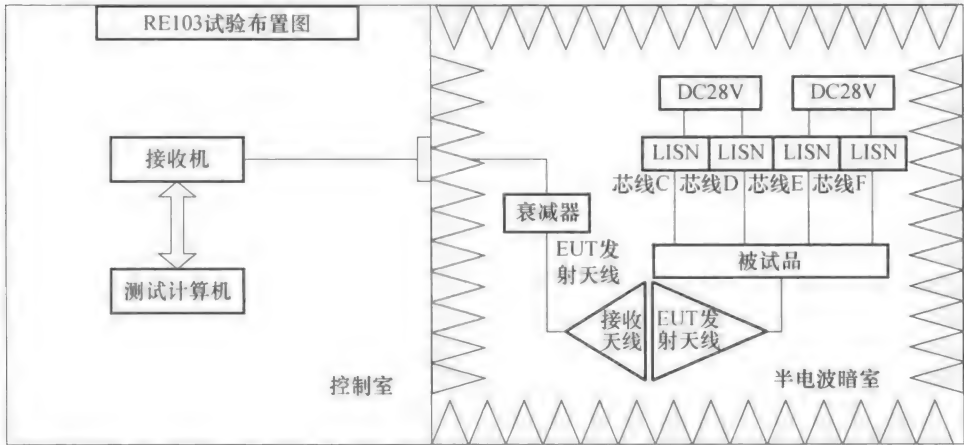 RE103试验布置图
接收机
测试计算机
控制室
DC28V
DC28V
LISN
LISN
LISN
LISN
芯线C
芯线D
芯线E
芯线F
衰减器
EUT发
射天线
被试品
接收
天线
EUT发
射天线
半电波暗室